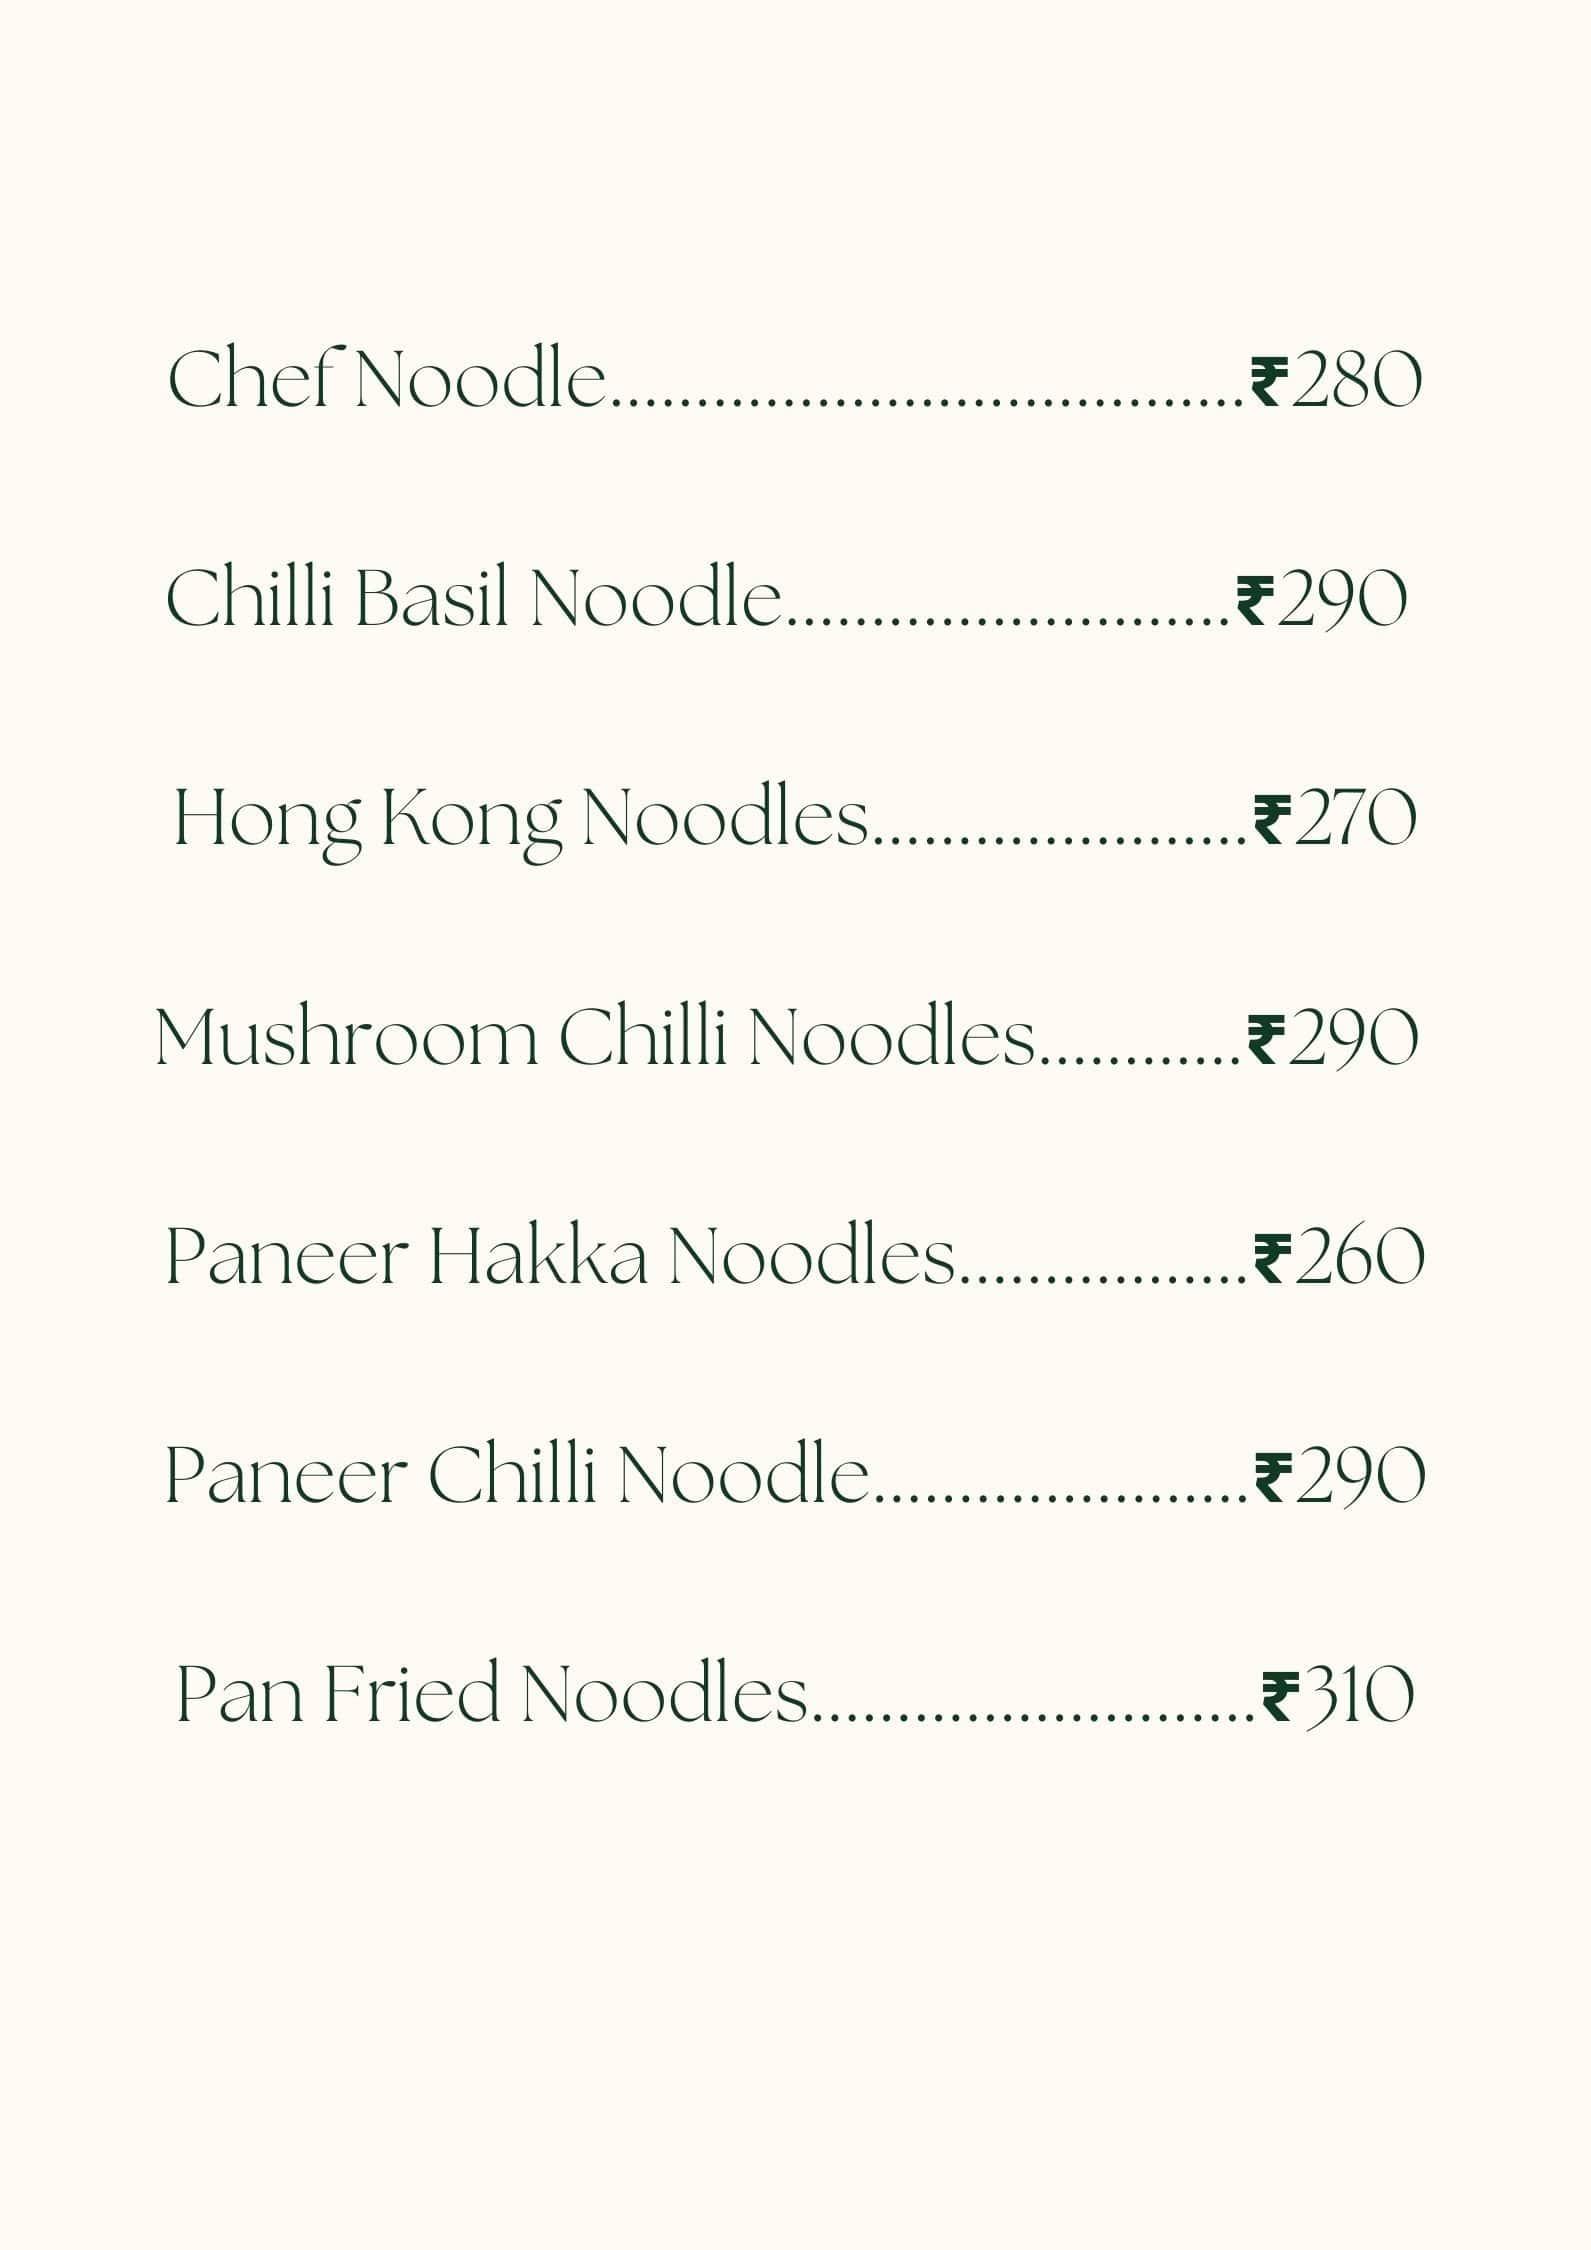 Chef Noodle.....................................₹280
Chilli Basil Noodle..........................₹290
Hong Kong Noodles......................₹270
Mushroom Chilli Noodles............₹290
Paneer Hakka Noodles.................₹260
Paneer Chilli Noodle......................₹290
Pan Fried Noodles..........................₹310